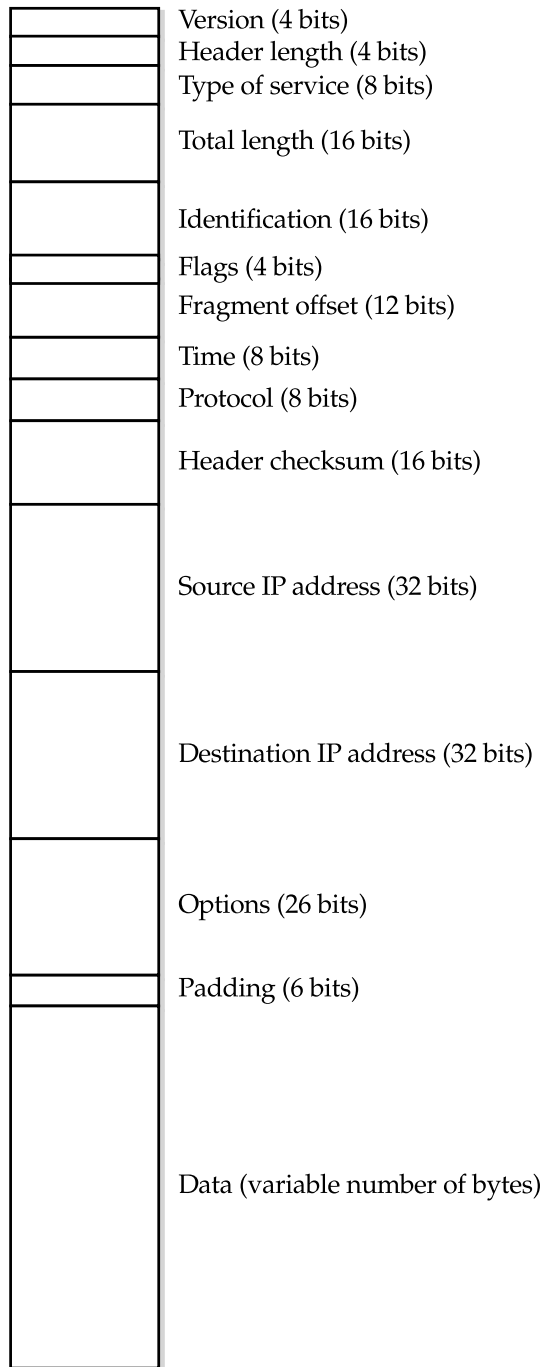 Version (4 bits)
Header length (4 bits)
Type of service (8 bits)
Total length (16 bits)
Identification (16 bits)
Flags (4 bits)
Fragment offset (12 bits)
Time (8 bits)
Protocol (8 bits)
Header checksum (16 bits)
Source IP address (32 bits)
Destination IP address (32 bits)
Options (26 bits)
Padding (6 bits)
Data (variable number of bytes)